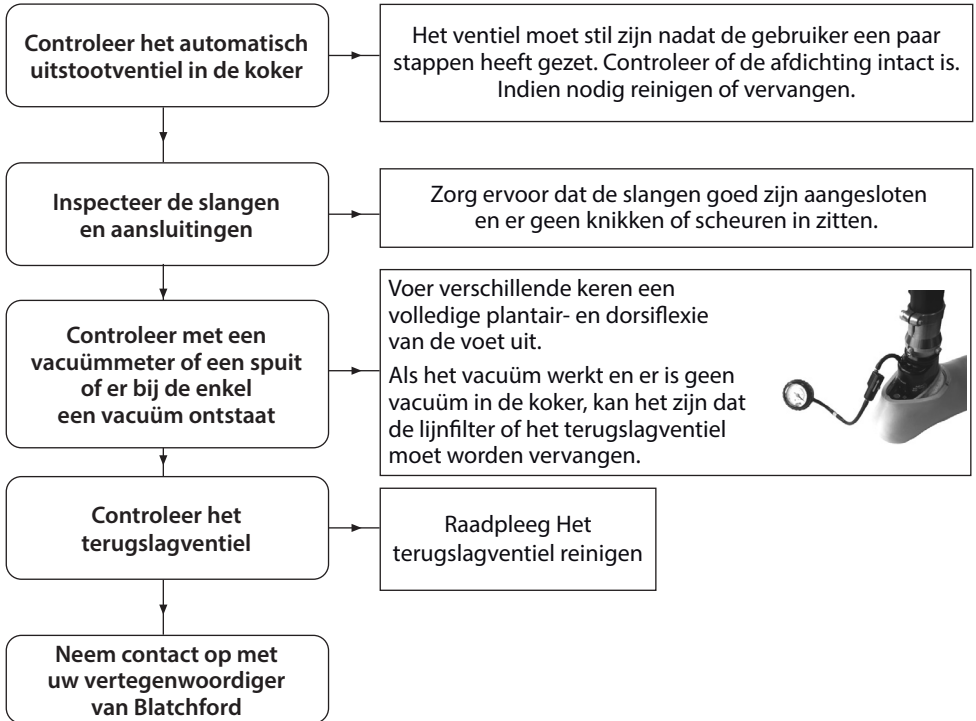 Controleer het automatisch
uitstootventiel in de koker
Het ventiel moet stil zijn nadat de gebruiker een paar
stappen heeft gezet. Controleer of de afdichting intact is.
Indien nodig reinigen of vervangen.
Inspecteer de slangen
en aansluitingen
Zorg ervoor dat de slangen goed zijn aangesloten
en er geen knikken of scheuren in zitten.
Controleer met een
vacuümmeter of een spuit
of er bij de enkel
een vacuüm ontstaat
Voer verschillende keren een
volledige plantair- en dorsiflexie
van de voet uit.
Als het vacuüm werkt en er is geen
vacuüm in de koker, kan het zijn dat
de lijnfilter of het terugslagventiel
moet worden vervangen.
Controleer het
terugslagventiel
Raadpleeg Het
terugslagventiel reinigen
Neem contact op met
uw vertegenwoordiger
van Blatchford